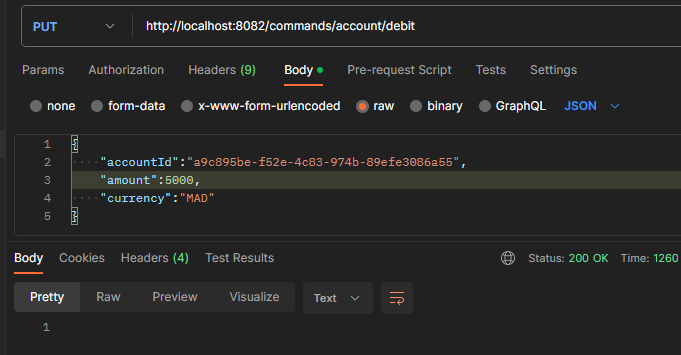 PUT http://localhost:8082/commands/account/debit
Params Authorization Headers (9) Body Pre-request Script Tests Settings
none form-data x-www-form-urlencoded raw binary GraphQL JSON
1 {
2 "accountId":"a9c895be-f52e-4c83-974b-89efe3086a55",
3 "amount":5000,
4 "currency":"MAD"
5 }
Body Cookies Headers (4) Test Results Status: 200 OK Time: 1260
Pretty Raw Preview Visualize Text
1